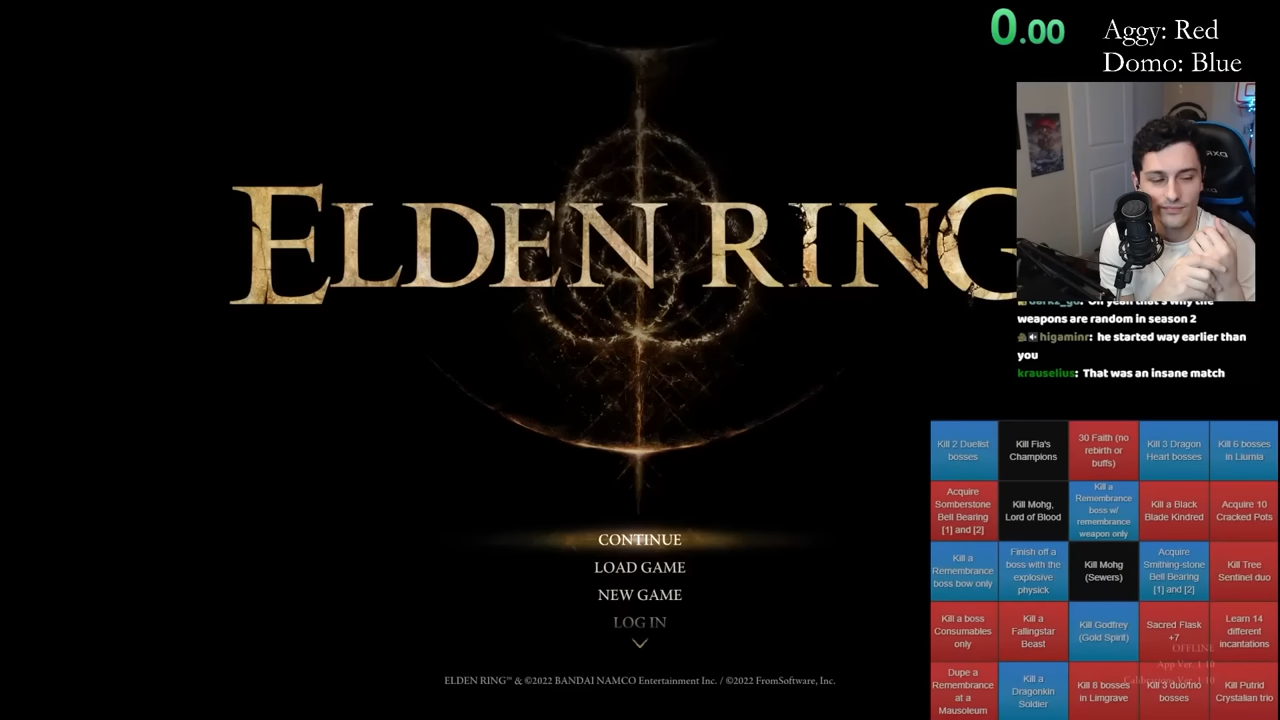 0.00
Aggy: Red
Domo: Blue
ELDEN RING
weapons are random in season 2
higaminr: he started way earlier than
you
krauselius: That was an insane match
CONTINUE
LOAD GAME
NEW GAME
LOG IN
ELDEN RING™ & ©2022 BANDAI NAMCO Entertainment Inc. / ©2022 FromSoftware, Inc.
Kill 2 Duelist
bosses
Kill Fia's
Champions
30 Faith (no
rebirth or
buffs)
Kill 3 Dragon
Heart bosses
Kill 6 bosses
in Liurnia
Acquire
Somberstone
Bell Bearing
[1] and [2]
Kill Mohg,
Lord of Blood
Kill a
Remembrance
boss w/
remembrance
weapon only
Kill a Black
Blade Kindred
Acquire 10
Cracked Pots
Kill a
Remembrance
boss bow only
Finish off a
boss with the
explosive
physick
Kill Mohg
(Sewers)
Acquire
Smithing-stone
Bell Bearing
[1] and [2]
Kill Tree
Sentinel duo
Kill a boss
Consumables
only
Kill a
Fallingstar
Beast
Kill Godfrey
(Gold Spirit)
Sacred Flask
+7
Learn 14
different
incantations
OFFLINE
App Ver. 1.10
Dupe a
Remembrance
at a
Mausoleum
Kill a
Dragonkin
Soldier
Kill 8 bosses
in Limgrave
Kill 3 duo/trio
bosses
Kill Putrid
Crystalian trio